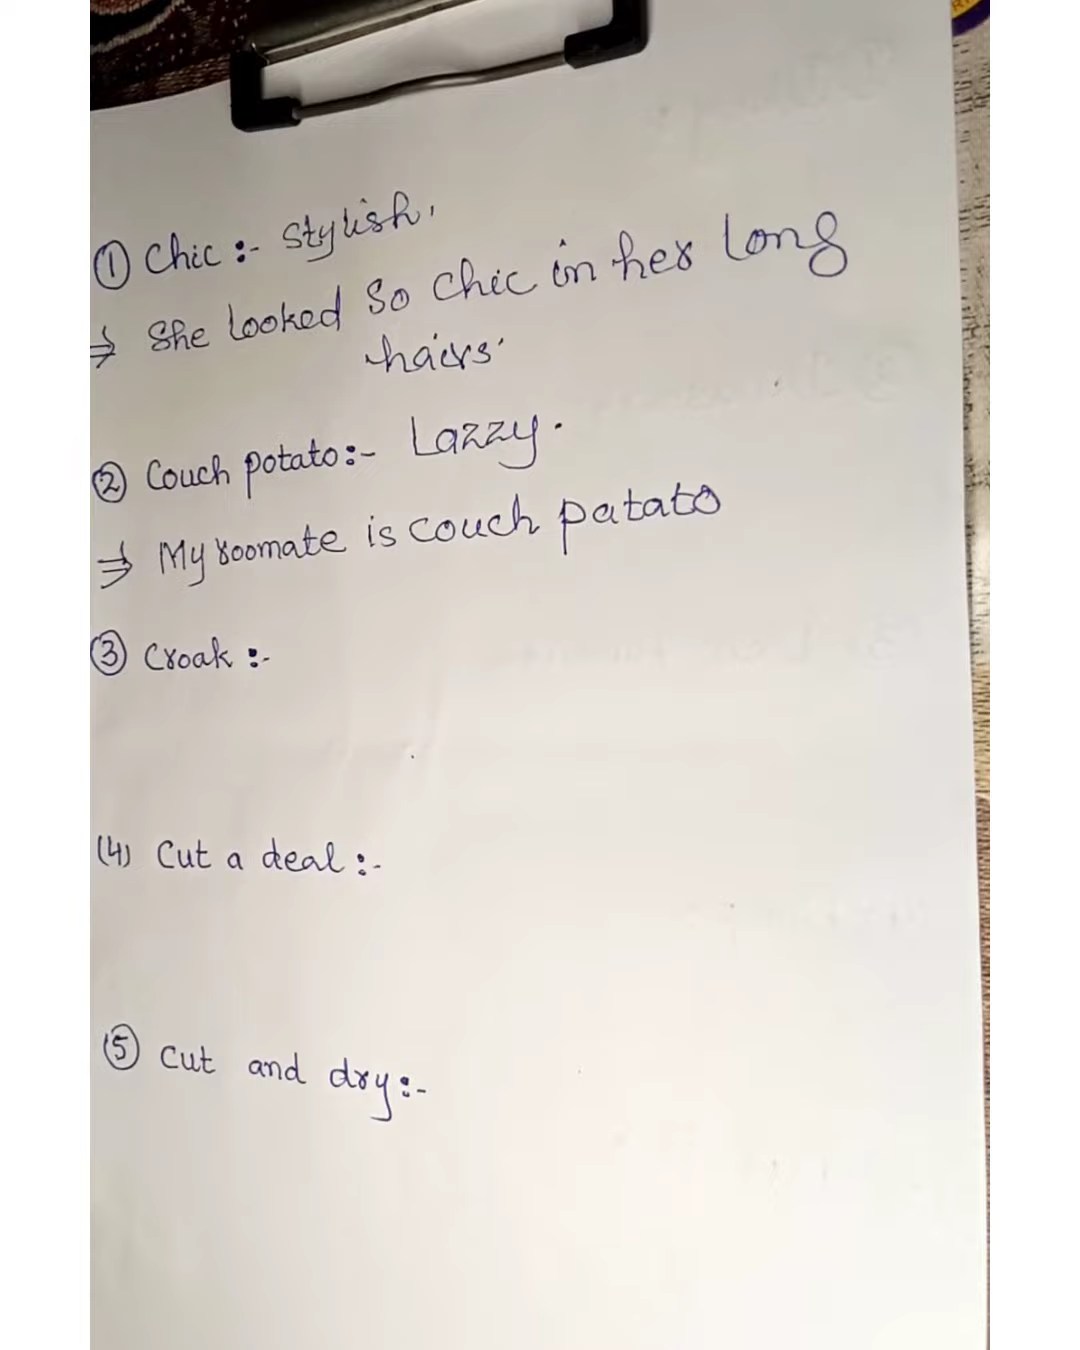 ① Chic :- Stylish.
⇒ She looked So chic in her long
hairs.
② Couch potato :- Lazzy.
⇒ My roomate is couch patato
③ Croak :-
(4) Cut a deal :-
⑤ Cut and dry :-